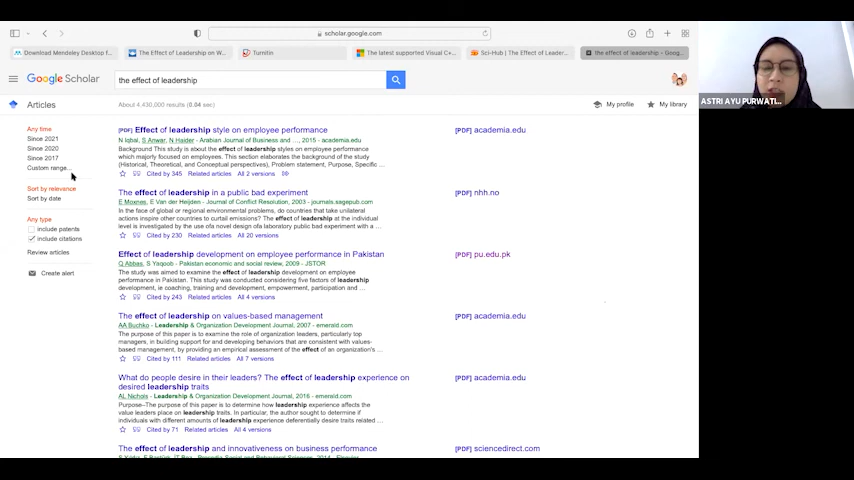 scholar.google.com
Download Mendeley Desktop f...
The Effect of Leadership on W...
Turnitin
The latest supported Visual C+...
Sci-Hub | The Effect of Leader...
the effect of leadership - Goog...
Google Scholar
the effect of leadership
Articles
About 4.430.000 results (0.04 sec)
My profile
My library
Any time
Since 2021
Since 2020
Since 2017
Custom range...
Sort by relevance
Sort by date
Any type
include patents
include citations
Review articles
Create alert
[PDF] Effect of leadership style on employee performance
N Iqbal, S Anwar, N Haider - Arabian Journal of Business and ..., 2015 - academia.edu
Background This study is about the effect of leadership styles on employee performance
which majorly focused on employees. This section elaborates the background of the study
(Historical, Theoretical, and Conceptual perspectives), Problem statement, Purpose, Specific ...
Cited by 345 Related articles All 2 versions
[PDF] academia.edu
The effect of leadership in a public bad experiment
E Moxnes, E Van der Heijden - Journal of Conflict Resolution, 2003 - journals.sagepub.com
In the face of global or regional environmental problems, do countries that take unilateral
actions inspire other countries to curtail emissions? The effect of leadership at the individual
level is investigated by the use of a novel design of a laboratory public bad experiment with a ...
Cited by 230 Related articles All 20 versions
[PDF] nhh.no
Effect of leadership development on employee performance in Pakistan
Q Abbas, S Yaqoob - Pakistan economic and social review, 2009 - JSTOR
The study was aimed to examine the effect of leadership development on employee
performance in Pakistan. This study was conducted considering five factors of leadership
development, ie coaching, training and development, empowerment, participation and ...
Cited by 243 Related articles All 4 versions
[PDF] pu.edu.pk
The effect of leadership on values-based management
AA Buchko - Leadership & Organization Development Journal, 2007 - emerald.com
The purpose of this paper is to examine the role of organization leaders, particularly top
managers, in building support for and developing behaviors that are consistent with values-
based management, by providing an empirical assessment of the effect of an organization's ...
Cited by 111 Related articles All 7 versions
[PDF] academia.edu
What do people desire in their leaders? The effect of leadership experience on
desired leadership traits
AL Nichols - Leadership & Organization Development Journal, 2016 - emerald.com
Purpose–The purpose of this paper is to determine how leadership experience affects the
value leaders place on leadership traits. In particular, the author sought to determine if
individuals with different amounts of leadership experience deferentially desire traits related ...
Cited by 71 Related articles All 4 versions
[PDF] academia.edu
The effect of leadership and innovativeness on business performance
[PDF] sciencedirect.com
ASTRI AYU PURWATI...